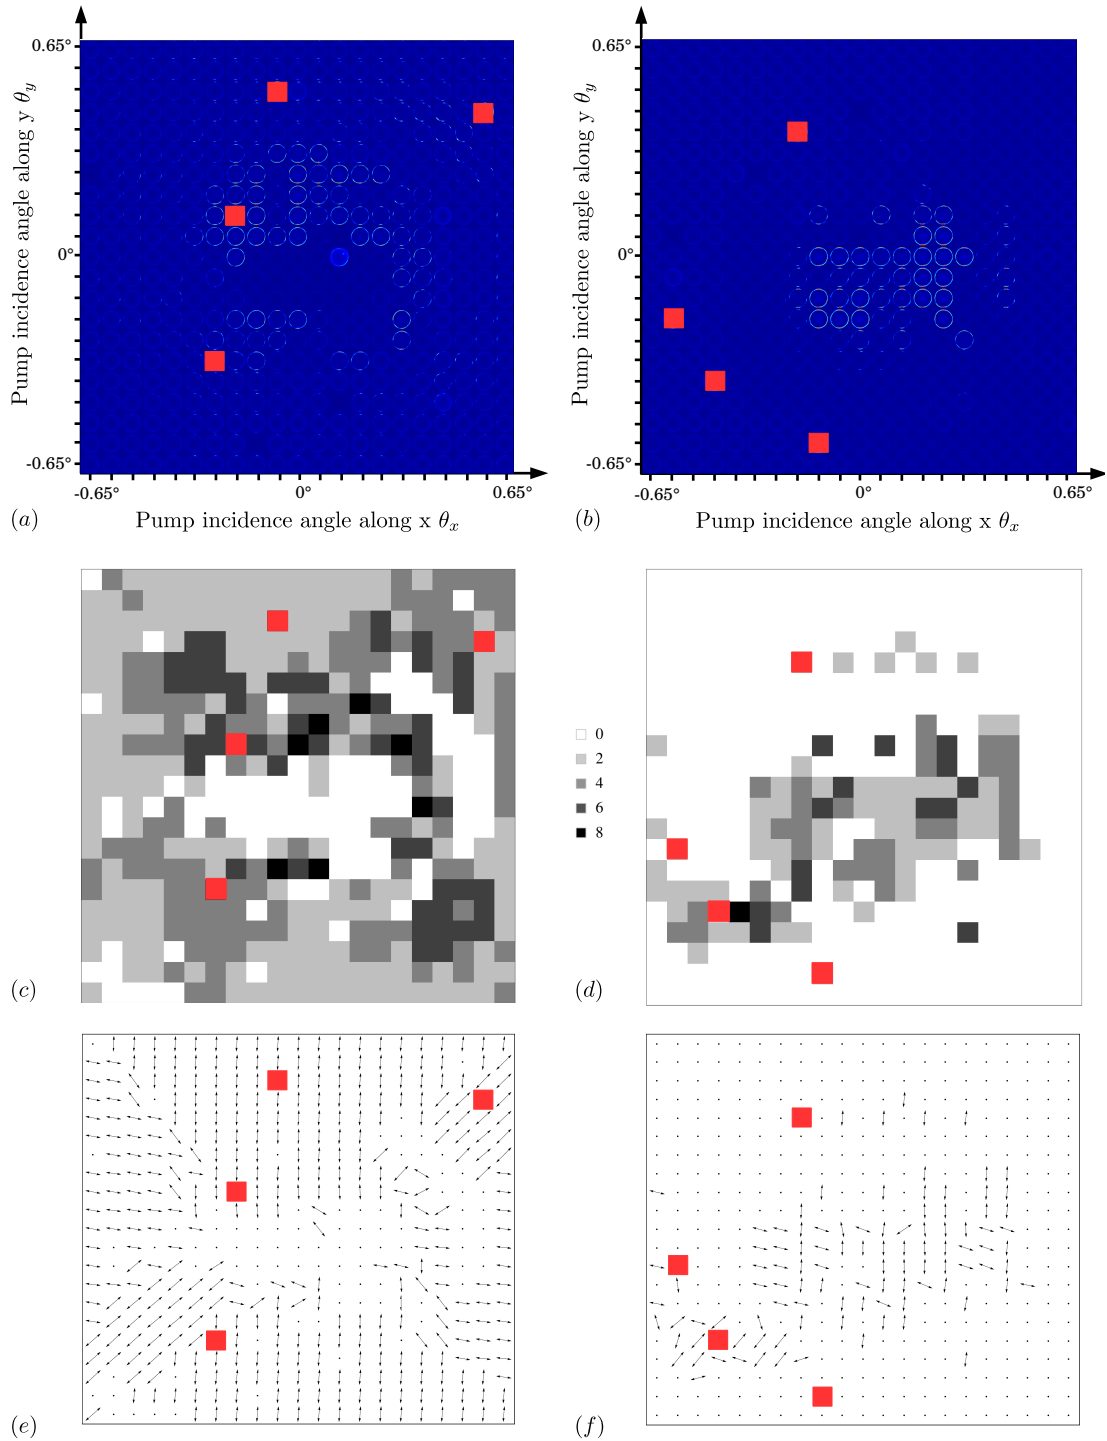 0.65°
0°
-0.65°
Pump incidence angle along y θy
-0.65°
0°
0.65°
(a)
Pump incidence angle along x θx
0.65°
0°
-0.65°
Pump incidence angle along y θy
-0.65°
0°
0.65°
(b)
Pump incidence angle along x θx
0
2
4
6
8
(c)
(d)
(e)
(f)